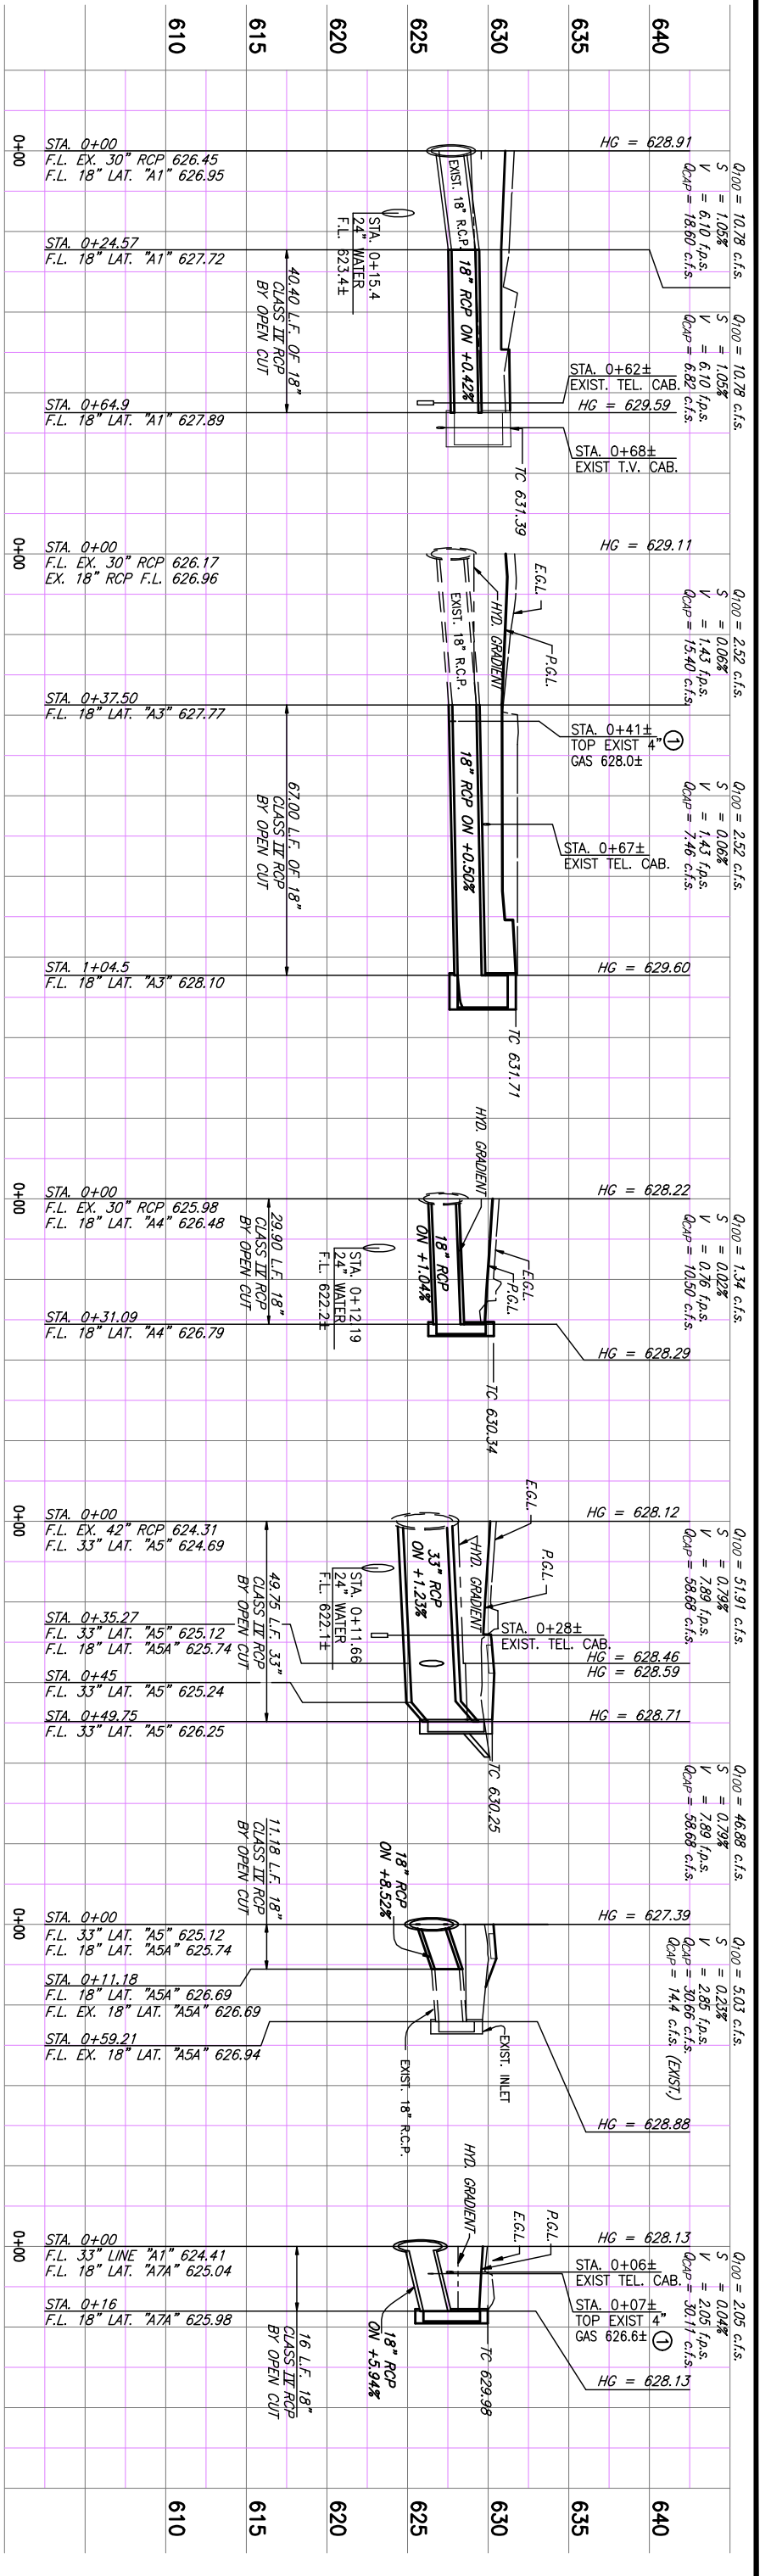 640
635
630
625
620
615
610
HG = 628.91
Q100 = 10.78 c.f.s.
S = 1.05%
V = 6.10 f.p.s.
QCAP = 18.60 c.f.s.
Q100 = 10.78 c.f.s.
S = 1.05%
V = 6.10 f.p.s.
QCAP = 6.82 c.f.s.
STA. 0+62±
EXIST. TEL. CAB.
HG = 629.59
STA. 0+68±
EXIST T.V. CAB.
TC 631.39
EXIST. 18" R.C.P.
18" RCP ON +0.42%
STA. 0+15.4
24" WATER
F.L. 623.4±
40.40 L.F. OF 18"
CLASS IV RCP
BY OPEN CUT
STA. 0+00
F.L. EX. 30" RCP 626.45
F.L. 18" LAT. "A1" 626.95
STA. 0+24.57
F.L. 18" LAT. "A1" 627.72
STA. 0+64.9
F.L. 18" LAT. "A1" 627.89
0+00
HG = 629.11
Q100 = 2.52 c.f.s.
S = 0.06%
V = 1.43 f.p.s.
QCAP = 15.40 c.f.s.
Q100 = 2.52 c.f.s.
S = 0.06%
V = 1.43 f.p.s.
QCAP = 7.46 c.f.s.
E.G.L.
P.G.L.
HYD. GRADIENT
EXIST. 18" R.C.P.
STA. 0+41± 1
TOP EXIST 4"
GAS 628.0±
STA. 0+67±
EXIST TEL. CAB.
18" RCP ON +0.50%
HG = 629.60
TC 631.71
67.00 L.F. OF 18"
CLASS IV RCP
BY OPEN CUT
STA. 0+00
F.L. EX. 30" RCP 626.17
EX. 18" RCP F.L. 626.96
STA. 0+37.50
F.L. 18" LAT. "A3" 627.77
STA. 1+04.5
F.L. 18" LAT. "A3" 628.10
0+00
HG = 628.22
Q100 = 1.34 c.f.s.
S = 0.02%
V = 0.76 f.p.s.
QCAP = 10.50 c.f.s.
HYD. GRADIENT
E.G.L.
P.G.L.
18" RCP
ON +1.04%
HG = 628.29
TC 630.34
STA. 0+12.19
24" WATER
F.L. 622.2±
29.90 L.F. 18"
CLASS IV RCP
BY OPEN CUT
STA. 0+00
F.L. EX. 30" RCP 625.98
F.L. 18" LAT. "A4" 626.48
STA. 0+31.09
F.L. 18" LAT. "A4" 626.79
0+00
HG = 628.12
Q100 = 51.91 c.f.s.
S = 0.79%
V = 7.89 f.p.s.
QCAP = 58.68 c.f.s.
E.G.L.
P.G.L.
HYD. GRADIENT
33" RCP
ON +1.23%
STA. 0+28±
EXIST. TEL. CAB.
HG = 628.46
HG = 628.59
HG = 628.71
TC 630.25
STA. 0+11.66
24" WATER
F.L. 622.1±
49.75 L.F. 33"
CLASS IV RCP
BY OPEN CUT
STA. 0+00
F.L. EX. 42" RCP 624.31
F.L. 33" LAT. "A5" 624.69
STA. 0+35.27
F.L. 33" LAT. "A5" 625.12
F.L. 18" LAT. "A5A" 625.74
STA. 0+45
F.L. 33" LAT. "A5" 625.24
STA. 0+49.75
F.L. 33" LAT. "A5" 626.25
0+00
Q100 = 46.88 c.f.s.
S = 0.79%
V = 7.89 f.p.s.
QCAP = 58.68 c.f.s.
HG = 627.39
Q100 = 5.03 c.f.s.
S = 0.23%
V = 2.85 f.p.s.
QCAP = 30.66 c.f.s.
QCAP = 14.4 c.f.s. (EXIST.)
18" RCP
ON +8.52%
EXIST. INLET
EXIST. 18" R.C.P.
HG = 628.88
11.18 L.F. 18"
CLASS IV RCP
BY OPEN CUT
STA. 0+00
F.L. 33" LAT. "A5" 625.12
F.L. 18" LAT. "A5A" 625.74
STA. 0+11.18
F.L. 18" LAT. "A5A" 626.69
F.L. EX. 18" LAT. "A5A" 626.69
STA. 0+59.21
F.L. EX. 18" LAT. "A5A" 626.94
0+00
HG = 628.13
Q100 = 2.05 c.f.s.
S = 0.04%
V = 2.05 f.p.s.
QCAP = 30.11 c.f.s.
HYD. GRADIENT
E.G.L.
P.G.L.
STA. 0+06±
EXIST TEL. CAB.
STA. 0+07±
TOP EXIST 4"
GAS 626.6± 1
HG = 628.13
TC 629.98
18" RCP
ON +5.94%
16 L.F. 18"
CLASS IV RCP
BY OPEN CUT
STA. 0+00
F.L. 33" LINE "A1" 624.41
F.L. 18" LAT. "A7A" 625.04
STA. 0+16
F.L. 18" LAT. "A7A" 625.98
0+00
640
635
630
625
620
615
610